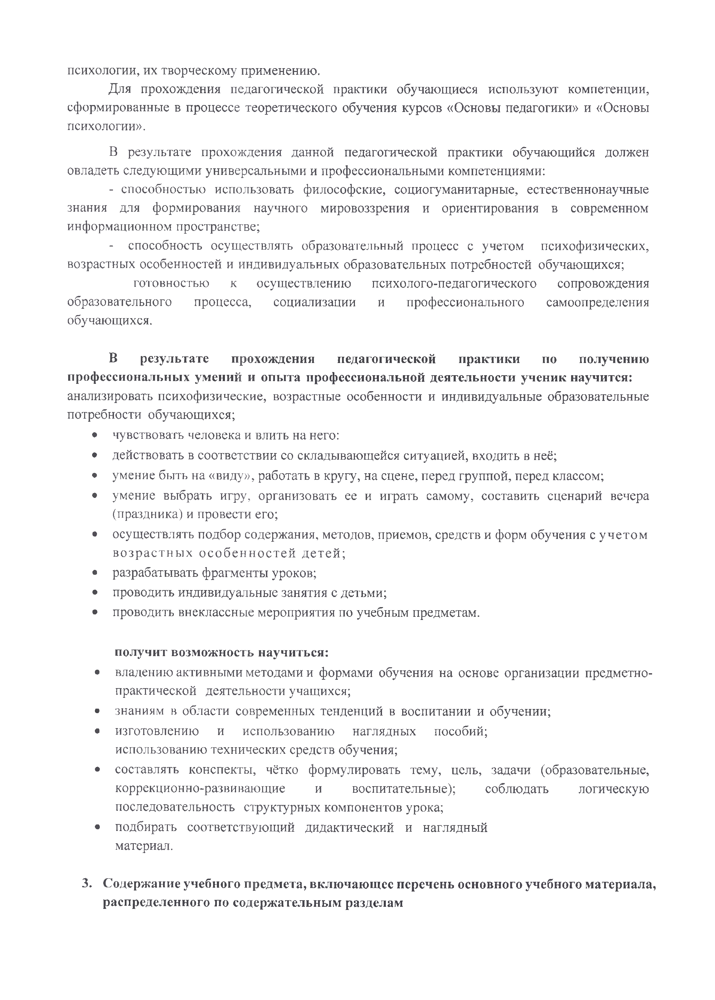 психологии, их творческому применению.
Для прохождения педагогической практики обучающиеся используют компетенции,
сформированные в процессе теоретического обучения курсов «Основы педагогики» и «Основы
психологии».
В результате прохождения данной педагогической практики обучающийся должен
овладеть следующими универсальными и профессиональными компетенциями:
- способностью использовать философские, социогуманитарные, естественнонаучные
знания для формирования научного мировоззрения и ориентирования в современном
информационном пространстве;
- способность осуществлять образовательный процесс с учетом психофизических,
возрастных особенностей и индивидуальных образовательных потребностей обучающихся;
готовностью к осуществлению психолого-педагогического сопровождения
образовательного процесса, социализации и профессионального самоопределения
обучающихся.
В результате прохождения педагогической практики по получению
профессиональных умений и опыта профессиональной деятельности ученик научится:
анализировать психофизические, возрастные особенности и индивидуальные образовательные
потребности обучающихся;
• чувствовать человека и влить на него:
• действовать в соответствии со складывающейся ситуацией, входить в неё;
• умение быть на «виду», работать в кругу, на сцене, перед группой, перед классом;
• умение выбрать игру, организовать ее и играть самому, составить сценарий вечера
(праздника) и провести его;
• осуществлять подбор содержания, методов, приемов, средств и форм обучения с учетом
возрастных особенностей детей;
• разрабатывать фрагменты уроков;
• проводить индивидуальные занятия с детьми;
• проводить внеклассные мероприятия по учебным предметам.
получит возможность научиться:
• владению активными методами и формами обучения на основе организации предметно-
практической деятельности учащихся;
• знаниям в области современных тенденций в воспитании и обучении;
• изготовлению и использованию наглядных пособий;
использованию технических средств обучения;
• составлять конспекты, чётко формулировать тему, цель, задачи (образовательные,
коррекционно-развивающие и воспитательные); соблюдать логическую
последовательность структурных компонентов урока;
• подбирать соответствующий дидактический и наглядный
материал.
3. Содержание учебного предмета, включающее перечень основного учебного материала,
распределенного по содержательным разделам